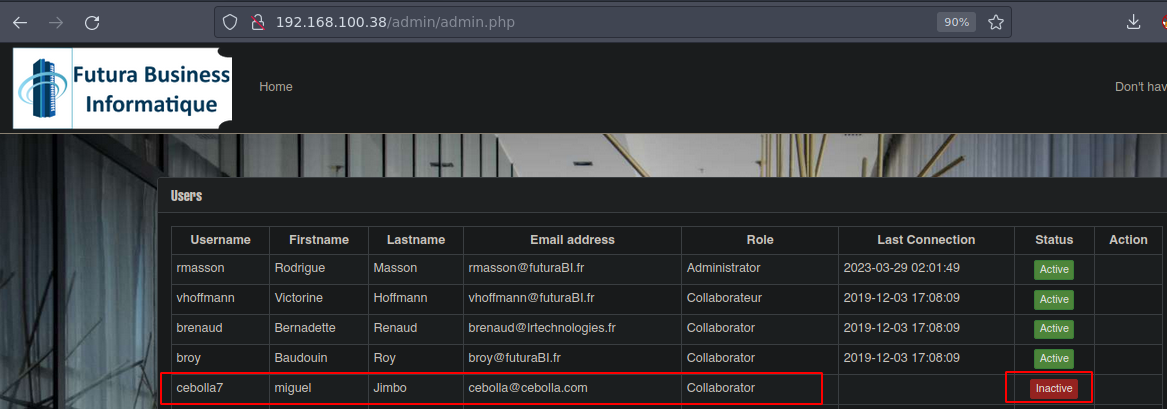 192.168.100.38/admin/admin.php
90%
Futura Business
Informatique
Home
Don't hav
Users
Username Firstname Lastname Email address Role Last Connection Status Action
rmasson Rodrigue Masson rmasson@futuraBI.fr Administrator 2023-03-29 02:01:49 Active
vhoffmann Victorine Hoffmann vhoffmann@futuraBI.fr Collaborateur 2019-12-03 17:08:09 Active
brenaud Bernadette Renaud brenaud@lrtechnologies.fr Collaborator 2019-12-03 17:08:09 Active
broy Baudouin Roy broy@futuraBI.fr Collaborator 2019-12-03 17:08:09 Active
cebolla7 miguel Jimbo cebolla@cebolla.com Collaborator Inactive